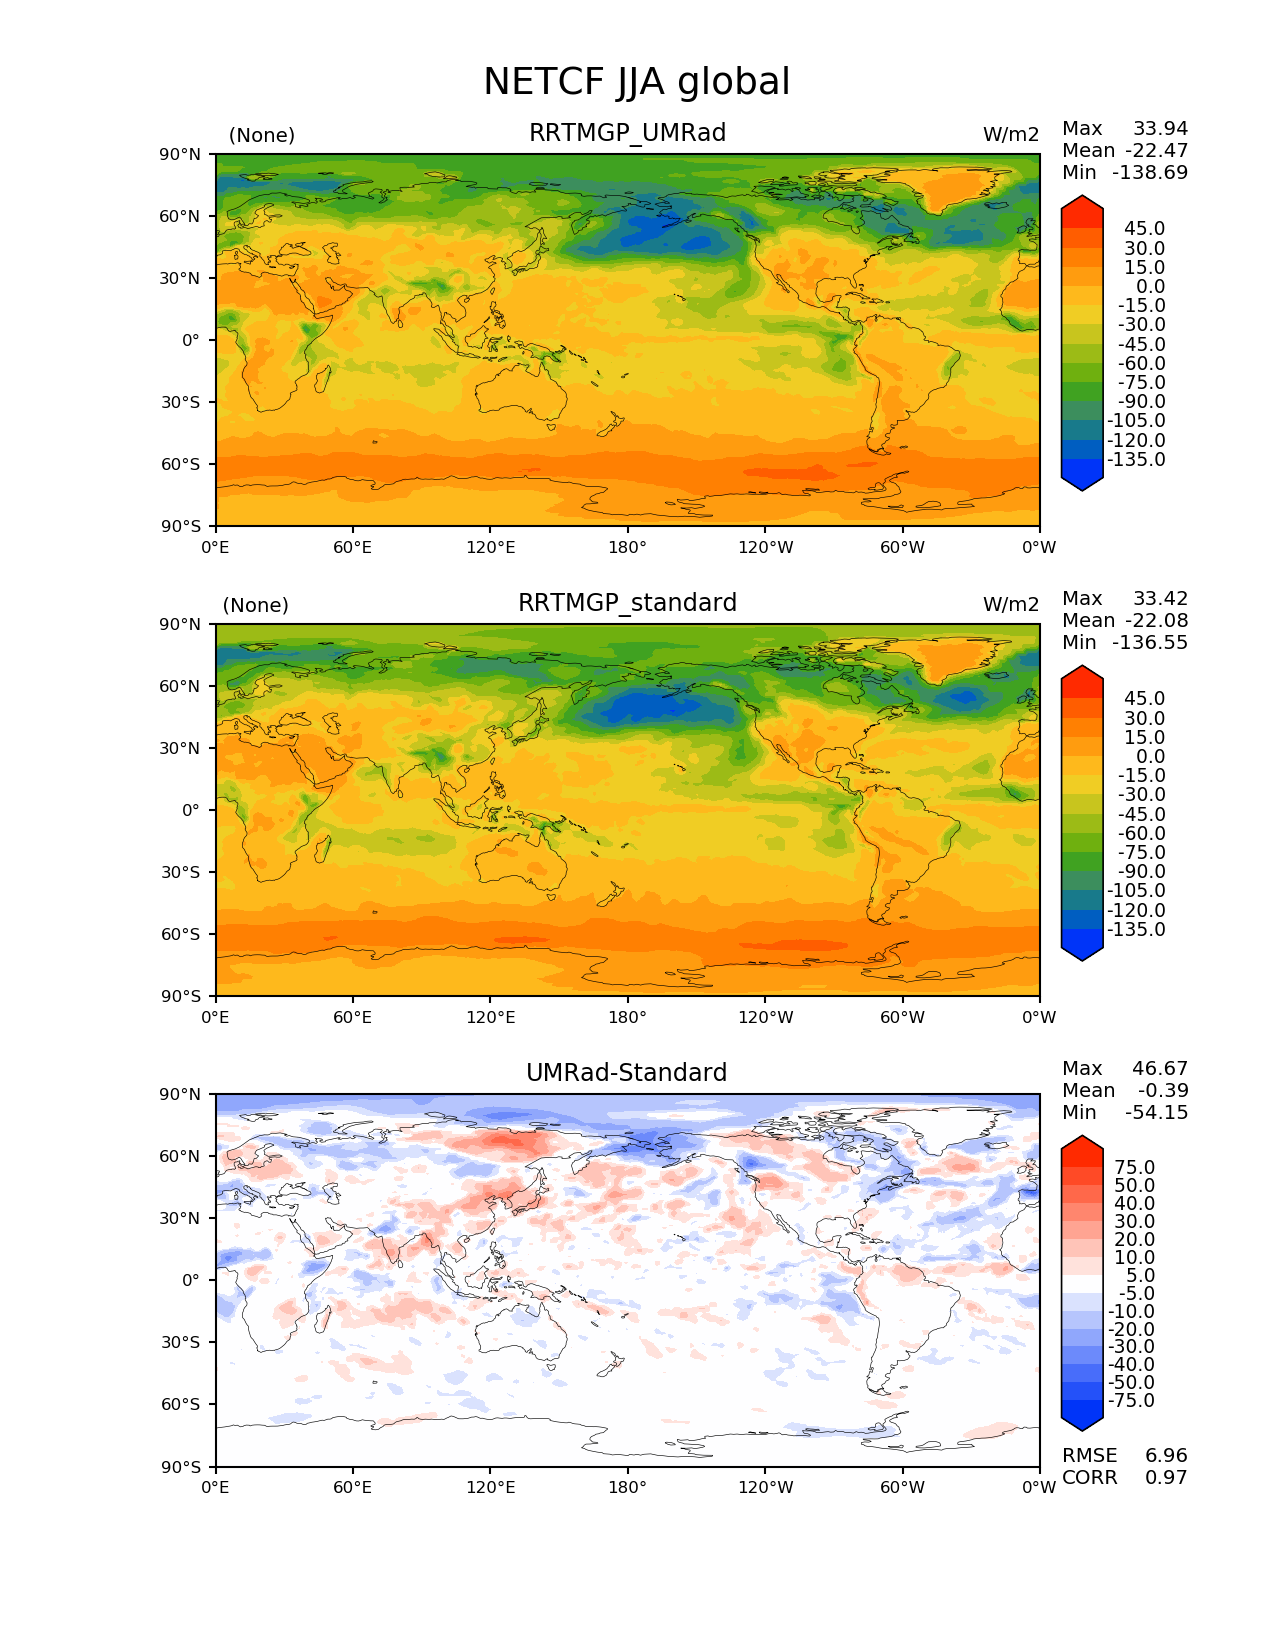 NETCF JJA global
(None) RRTMGP_UMRad W/m2
Max 33.94
Mean -22.47
Min -138.69
90°N
60°N
30°N
0°
30°S
60°S
90°S
0°E 60°E 120°E 180° 120°W 60°W 0°W
45.0
30.0
15.0
0.0
-15.0
-30.0
-45.0
-60.0
-75.0
-90.0
-105.0
-120.0
-135.0
(None) RRTMGP_standard W/m2
Max 33.42
Mean -22.08
Min -136.55
90°N
60°N
30°N
0°
30°S
60°S
90°S
0°E 60°E 120°E 180° 120°W 60°W 0°W
45.0
30.0
15.0
0.0
-15.0
-30.0
-45.0
-60.0
-75.0
-90.0
-105.0
-120.0
-135.0
UMRad-Standard
Max 46.67
Mean -0.39
Min -54.15
90°N
60°N
30°N
0°
30°S
60°S
90°S
0°E 60°E 120°E 180° 120°W 60°W 0°W
75.0
50.0
40.0
30.0
20.0
10.0
5.0
-5.0
-10.0
-20.0
-30.0
-40.0
-50.0
-75.0
RMSE 6.96
CORR 0.97